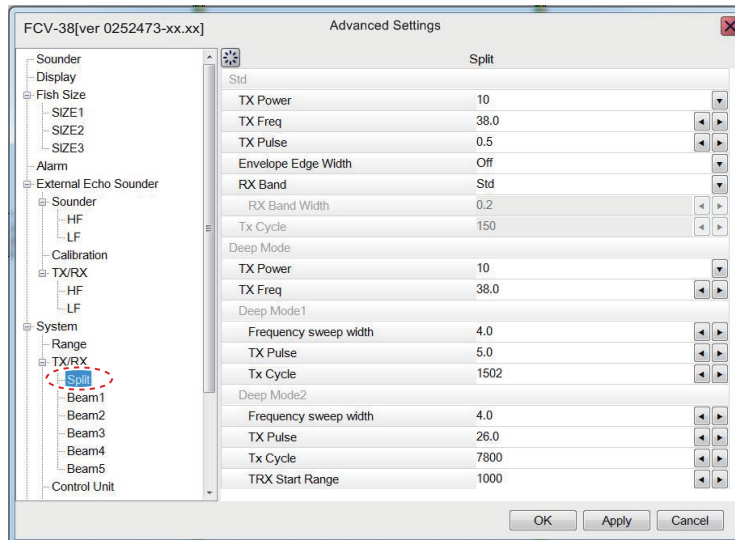 FCV-38[ver 0252473-xx.xx]
Advanced Settings
Sounder
Display
Fish Size
SIZE1
SIZE2
SIZE3
Alarm
External Echo Sounder
Sounder
HF
LF
Calibration
TX/RX
HF
LF
System
Range
TX/RX
Split
Beam1
Beam2
Beam3
Beam4
Beam5
Control Unit
Split
Std
TX Power 10
TX Freq 38.0
TX Pulse 0.5
Envelope Edge Width Off
RX Band Std
RX Band Width 0.2
Tx Cycle 150
Deep Mode
TX Power 10
TX Freq 38.0
Deep Mode1
Frequency sweep width 4.0
TX Pulse 5.0
Tx Cycle 1502
Deep Mode2
Frequency sweep width 4.0
TX Pulse 26.0
Tx Cycle 7800
TRX Start Range 1000
OK Apply Cancel